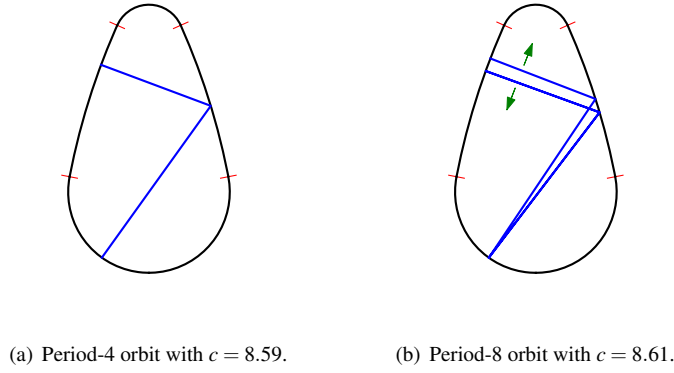 (a) Period-4 orbit with c = 8.59.
(b) Period-8 orbit with c = 8.61.